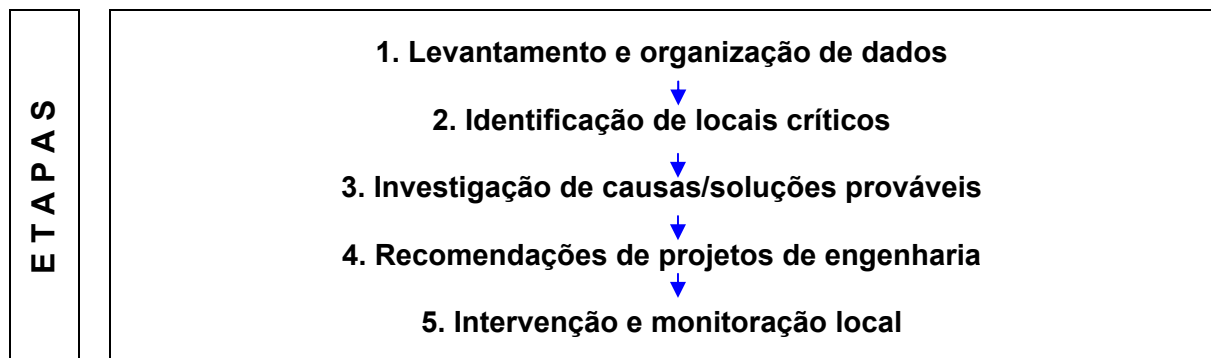 E T A P A S
1. Levantamento e organização de dados
2. Identificação de locais críticos
3. Investigação de causas/soluções prováveis
4. Recomendações de projetos de engenharia
5. Intervenção e monitoração local